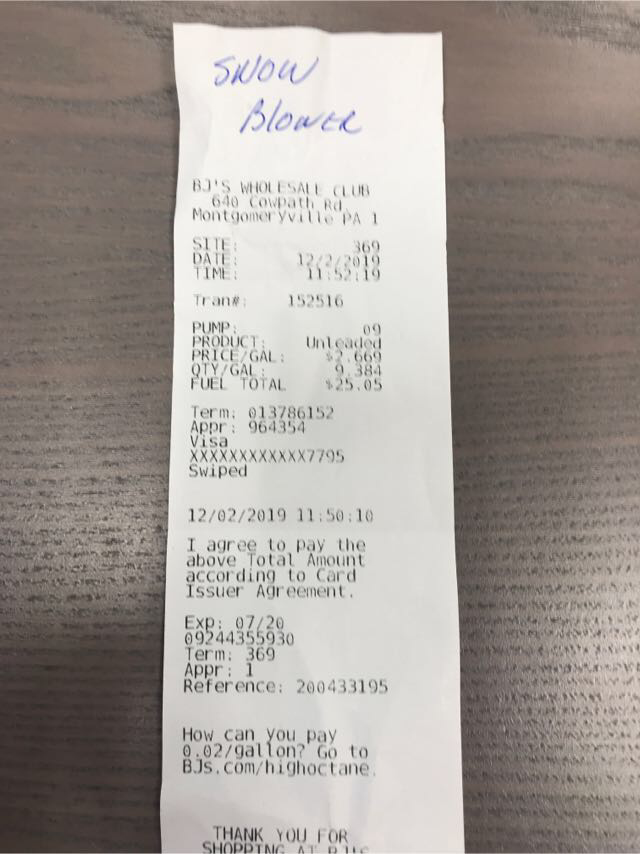 SNOW
BLOWER
BJ'S WHOLESALE CLUB
640 Cowpath Rd.
Montgomeryville PA 1
SITE: 369
DATE: 12/2/2019
TIME: 11:52:19
Tran#: 152516
PUMP: 09
PRODUCT: Unleaded
PRICE/GAL: $2.669
QTY/GAL: 9.384
FUEL TOTAL $25.05
Term: 013786152
Appr: 964354
Visa
XXXXXXXXXXXX7795
Swiped
12/02/2019 11:50:10
I agree to pay the
above Total Amount
according to Card
Issuer Agreement.
Exp: 07/20
09244355930
Term: 369
Appr: 1
Reference: 200433195
How can you pay
0.02/gallon? Go to
BJs.com/highoctane.
THANK YOU FOR
SHOPPING AT BJ'S